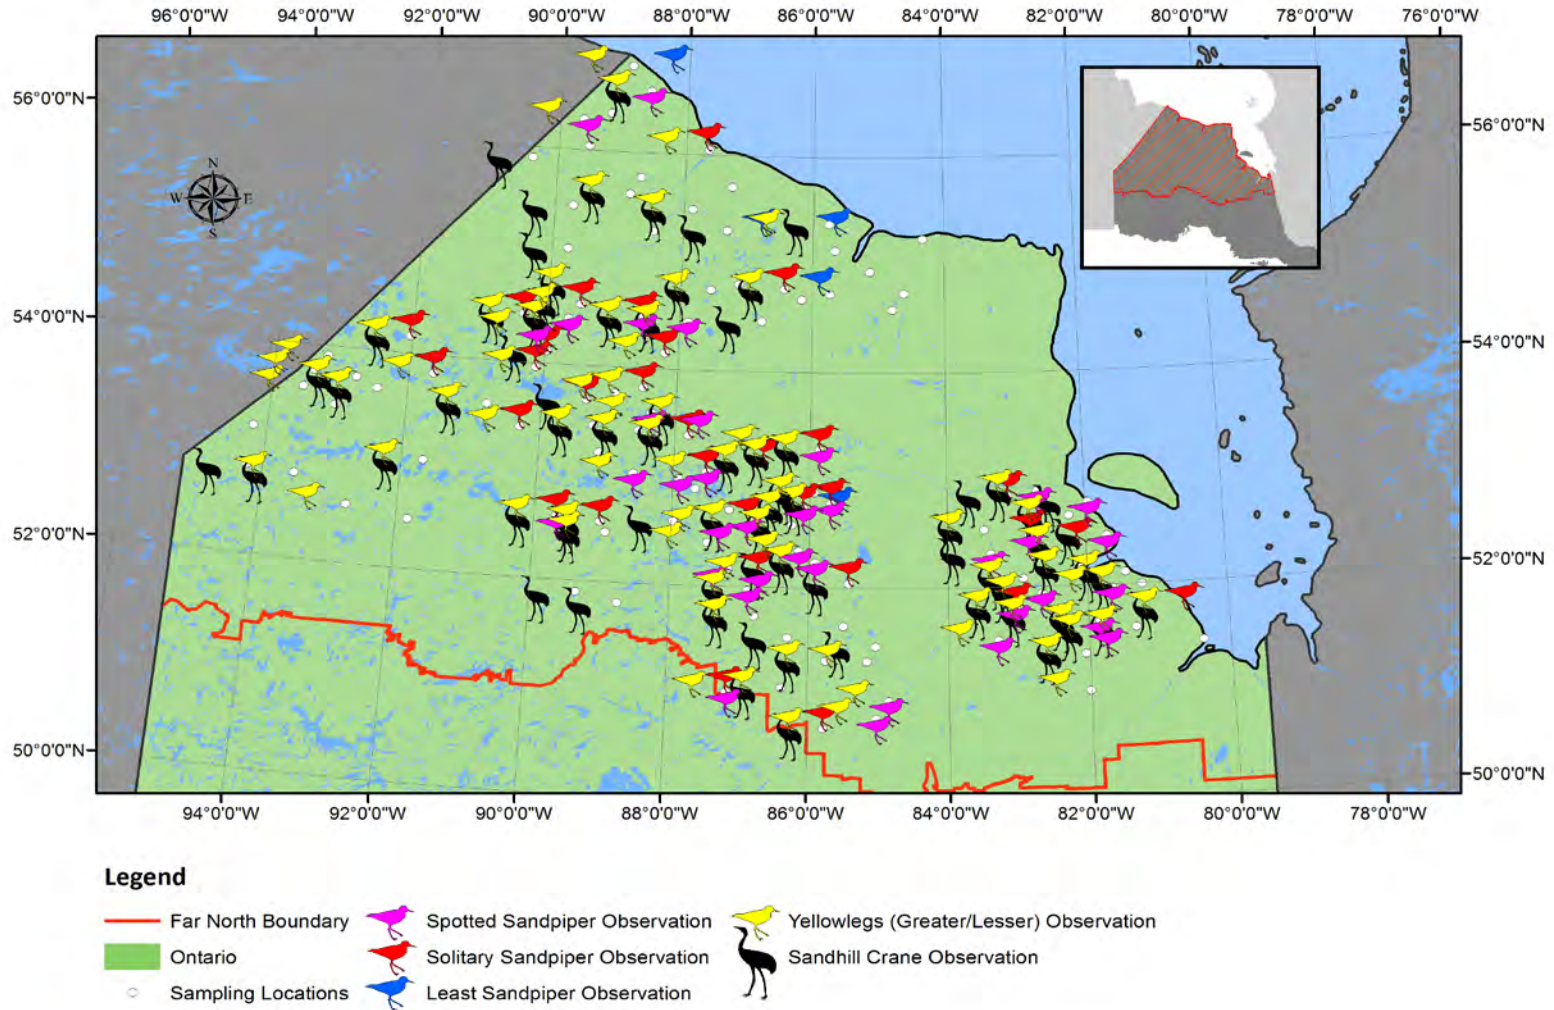 96°0'0"W 94°0'0"W 92°0'0"W 90°0'0"W 88°0'0"W 86°0'0"W 84°0'0"W 82°0'0"W 80°0'0"W 78°0'0"W 76°0'0"W
56°0'0"N
56°0'0"N
N
W E
S
54°0'0"N
54°0'0"N
52°0'0"N
52°0'0"N
50°0'0"N
50°0'0"N
94°0'0"W 92°0'0"W 90°0'0"W 88°0'0"W 86°0'0"W 84°0'0"W 82°0'0"W 80°0'0"W 78°0'0"W
Legend
Far North Boundary Spotted Sandpiper Observation Yellowlegs (Greater/Lesser) Observation
Ontario Solitary Sandpiper Observation Sandhill Crane Observation
Sampling Locations Least Sandpiper Observation